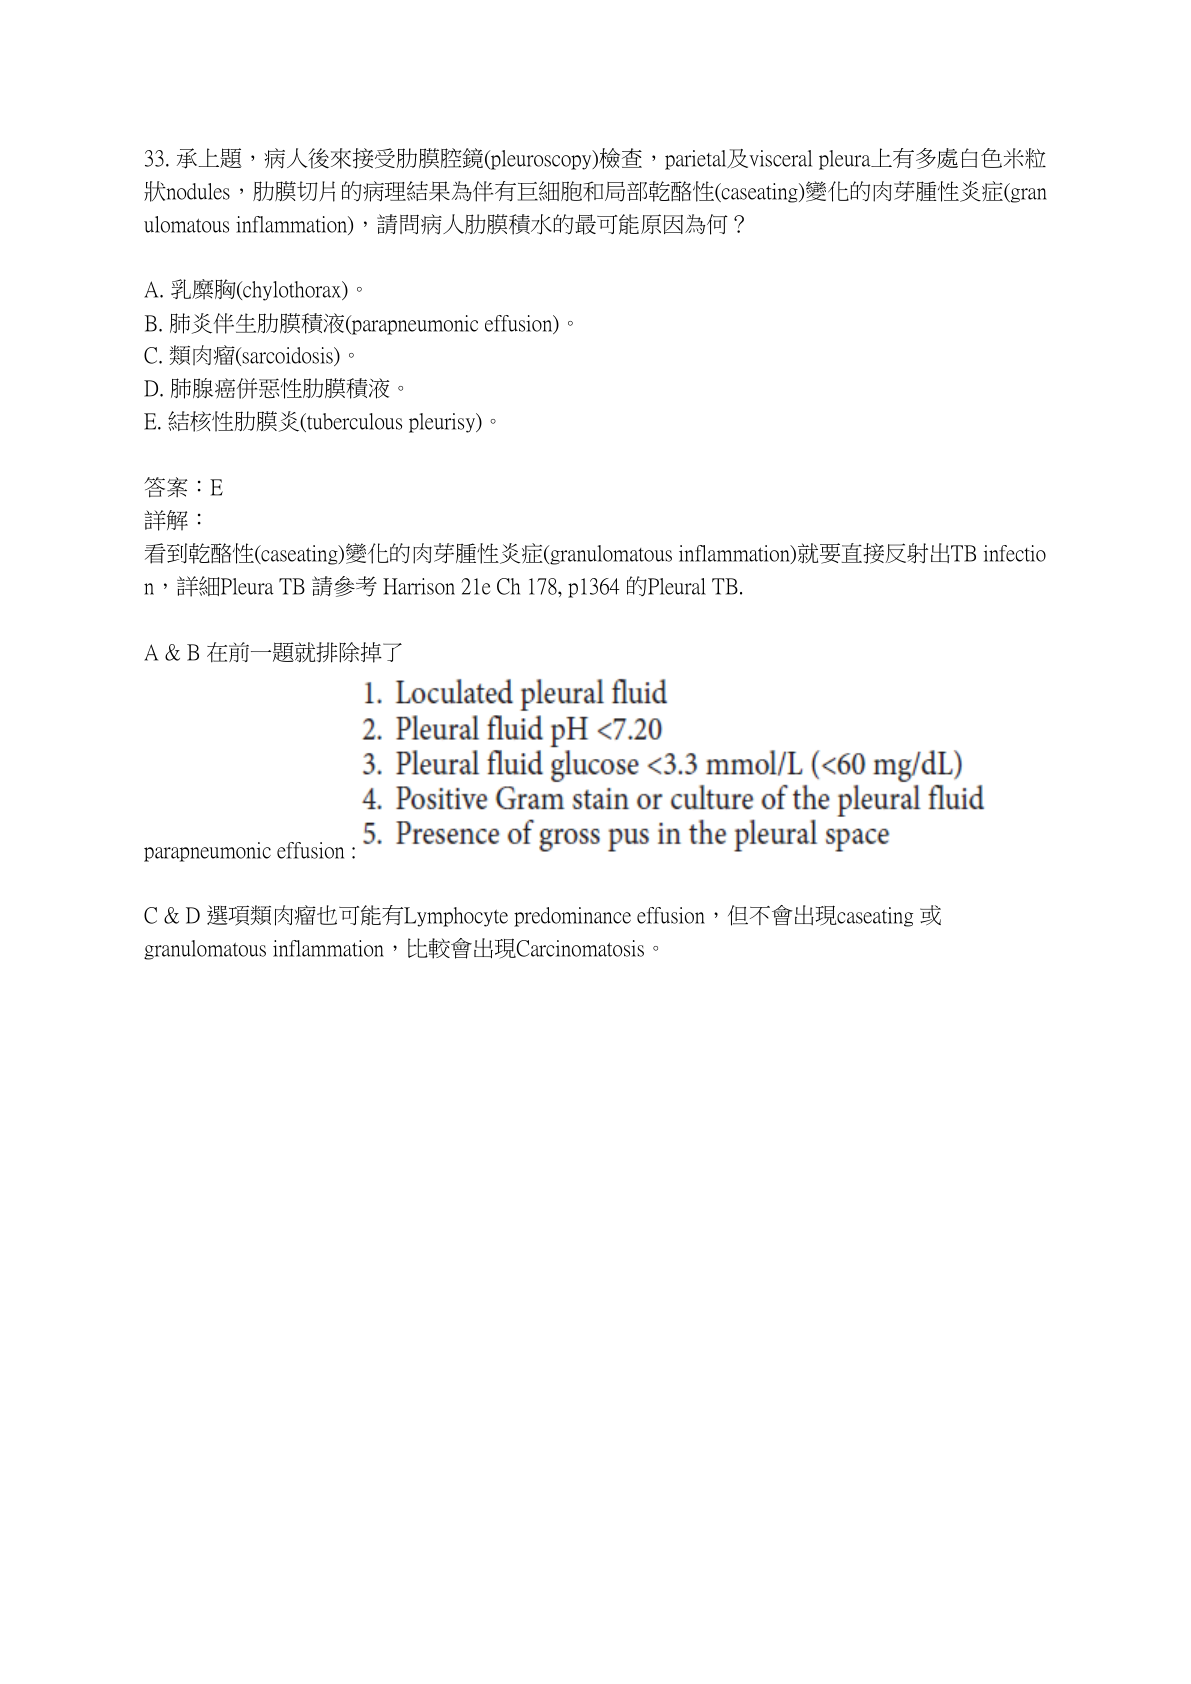 33. 承上題，病人後來接受肋膜腔鏡(pleuroscopy)檢查，parietal及visceral pleura上有多處白色米粒
狀nodules，肋膜切片的病理結果為伴有巨細胞和局部乾酪性(caseating)變化的肉芽腫性炎症(gran
ulomatous inflammation)，請問病人肋膜積水的最可能原因為何？
A. 乳糜胸(chylothorax)。
B. 肺炎伴生肋膜積液(parapneumonic effusion)。
C. 類肉瘤(sarcoidosis)。
D. 肺腺癌併惡性肋膜積液。
E. 結核性肋膜炎(tuberculous pleurisy)。
答案：E
詳解：
看到乾酪性(caseating)變化的肉芽腫性炎症(granulomatous inflammation)就要直接反射出TB infectio
n，詳細Pleura TB 請參考 Harrison 21e Ch 178, p1364 的Pleural TB.
A & B 在前一題就排除掉了
1. Loculated pleural fluid
2. Pleural fluid pH <7.20
3. Pleural fluid glucose <3.3 mmol/L (<60 mg/dL)
4. Positive Gram stain or culture of the pleural fluid
5. Presence of gross pus in the pleural space
parapneumonic effusion :
C & D 選項類肉瘤也可能有Lymphocyte predominance effusion，但不會出現caseating 或
granulomatous inflammation，比較會出現Carcinomatosis。